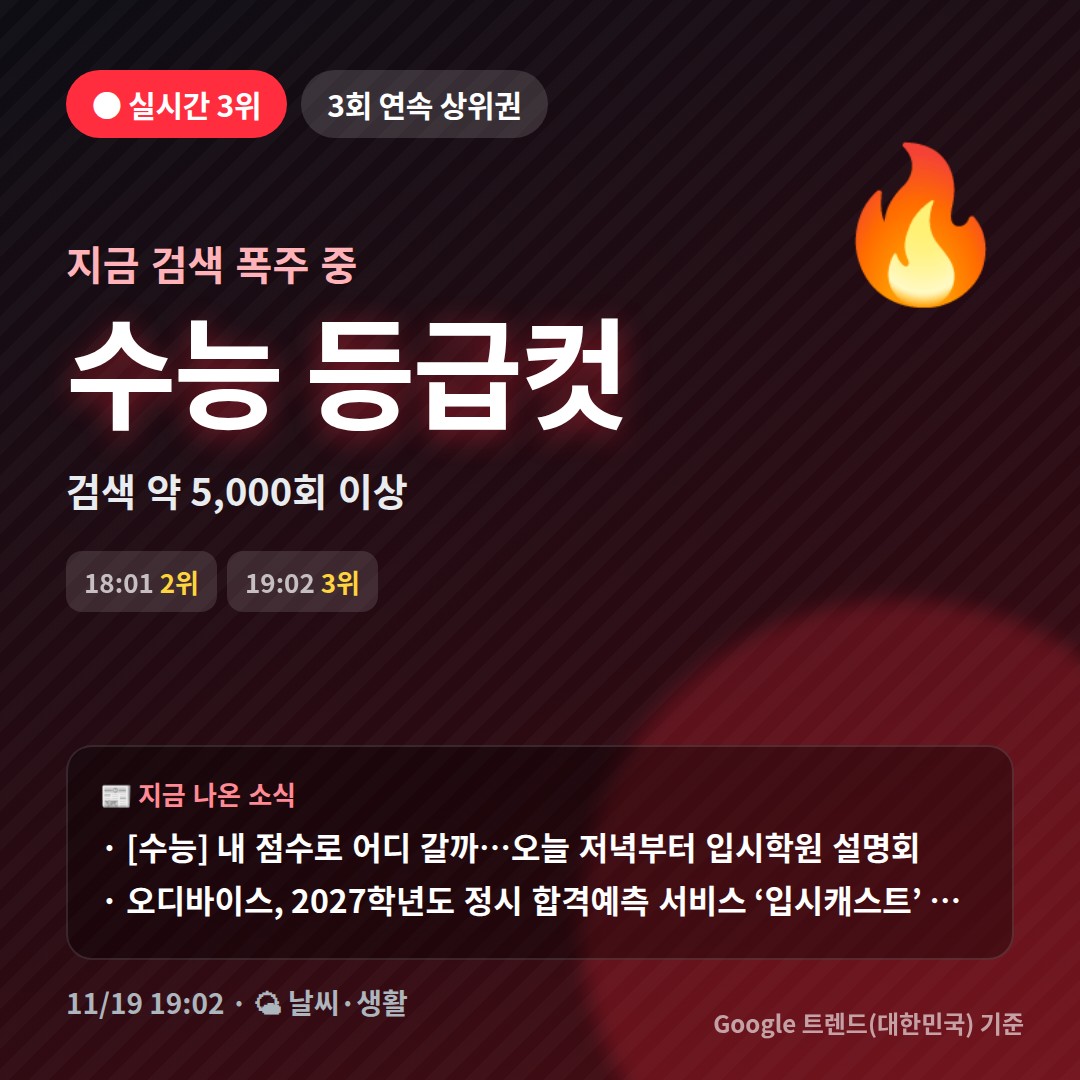 실시간 3위
3회 연속 상위권
지금 검색 폭주 중
수능 등급컷
검색 약 5,000회 이상
18:01 2위
19:02 3위
지금 나온 소식
· [수능] 내 점수로 어디 갈까…오늘 저녁부터 입시학원 설명회
· 오디바이스, 2027학년도 정시 합격예측 서비스 ‘입시캐스트’ …
11/19 19:02 · 날씨·생활
Google 트렌드(대한민국) 기준